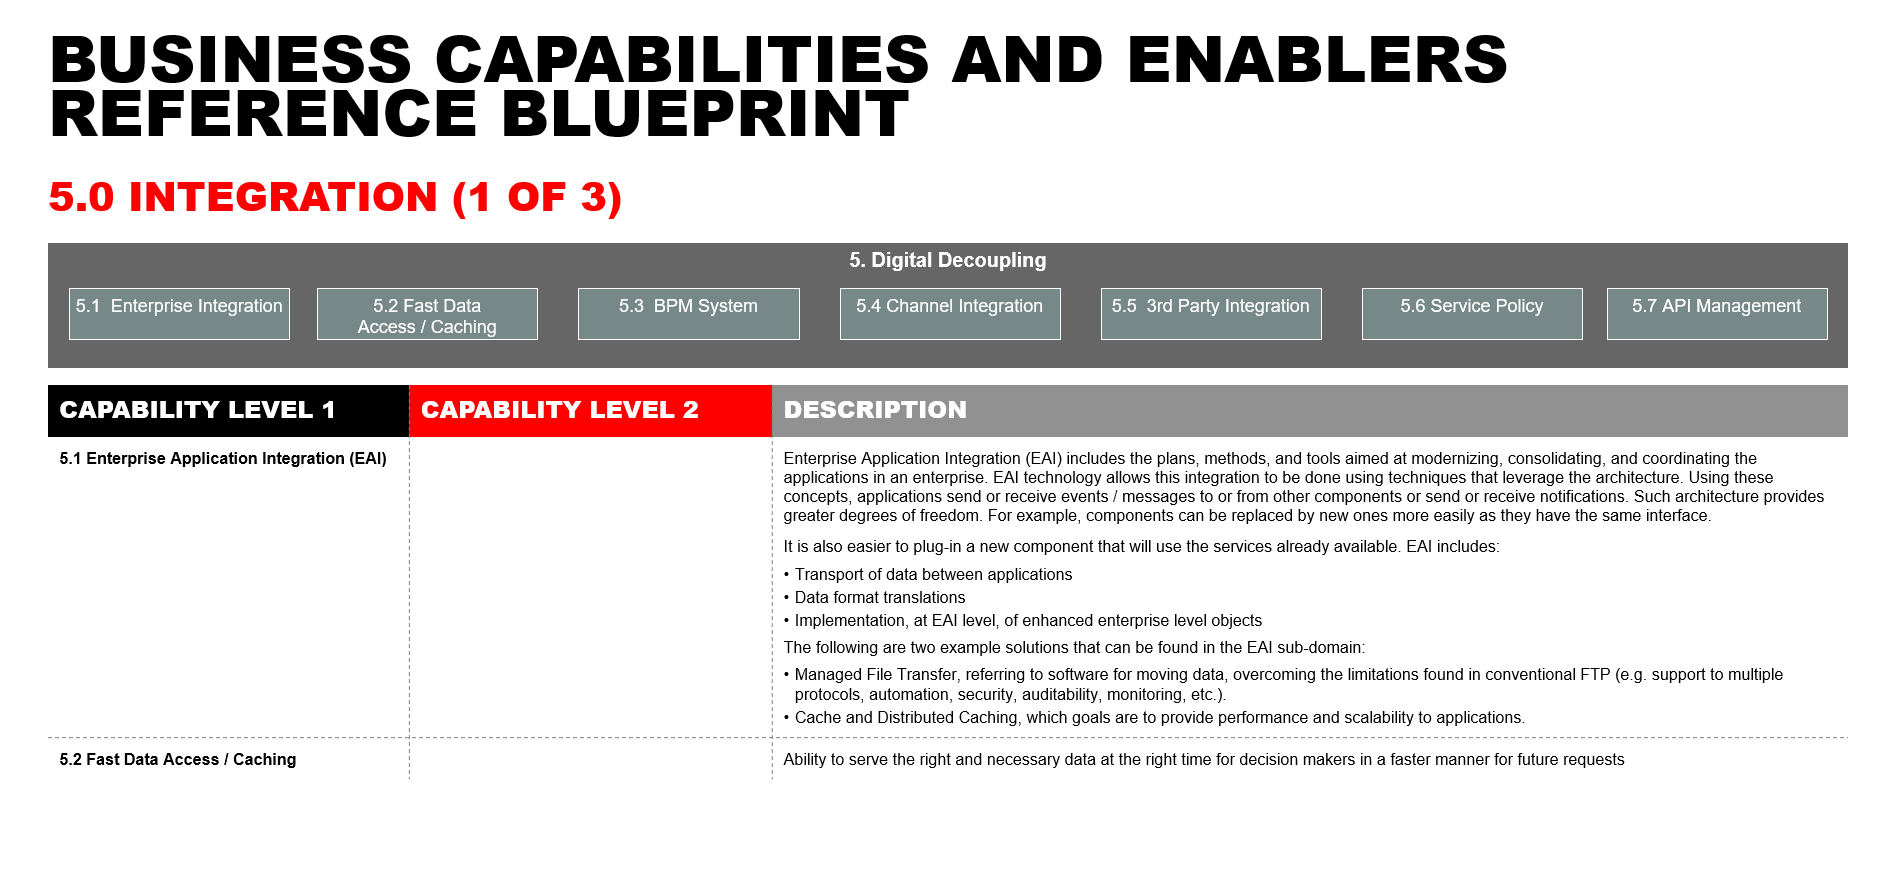 BUSINESS CAPABILITIES AND ENABLERS
REFERENCE BLUEPRINT
5.0 INTEGRATION (1 OF 3)
5. Digital Decoupling
5.1  Enterprise Integration
5.2 Fast Data
Access / Caching
5.3  BPM System
5.4 Channel Integration
5.5  3rd Party Integration
5.6 Service Policy
5.7 API Management
CAPABILITY LEVEL 1
CAPABILITY LEVEL 2
DESCRIPTION
5.1 Enterprise Application Integration (EAI)
Enterprise Application Integration (EAI) includes the plans, methods, and tools aimed at modernizing, consolidating, and coordinating the
applications in an enterprise. EAI technology allows this integration to be done using techniques that leverage the architecture. Using these
concepts, applications send or receive events / messages to or from other components or send or receive notifications. Such architecture provides
greater degrees of freedom. For example, components can be replaced by new ones more easily as they have the same interface.
It is also easier to plug-in a new component that will use the services already available. EAI includes:
• Transport of data between applications
• Data format translations
• Implementation, at EAI level, of enhanced enterprise level objects
The following are two example solutions that can be found in the EAI sub-domain:
• Managed File Transfer, referring to software for moving data, overcoming the limitations found in conventional FTP (e.g. support to multiple
protocols, automation, security, auditability, monitoring, etc.).
• Cache and Distributed Caching, which goals are to provide performance and scalability to applications.
5.2 Fast Data Access / Caching
Ability to serve the right and necessary data at the right time for decision makers in a faster manner for future requests